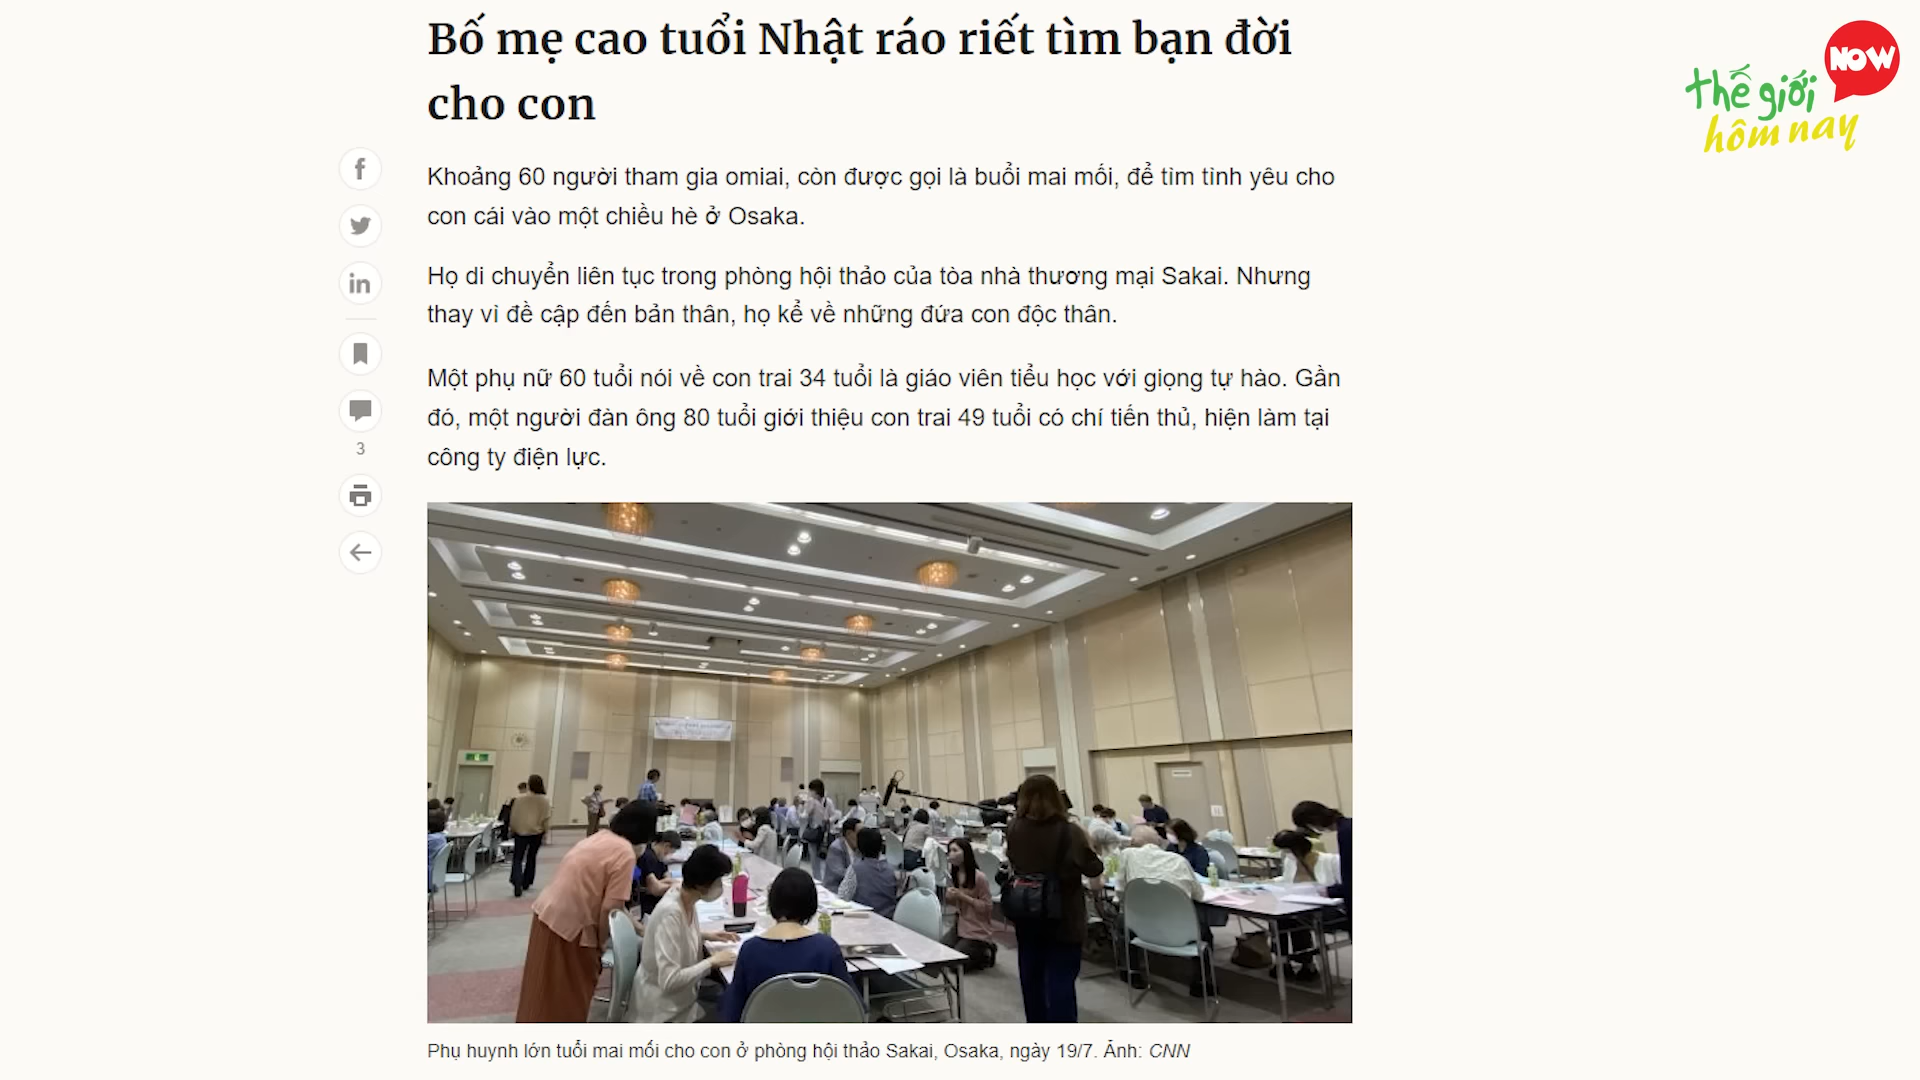 Bố mẹ cao tuổi Nhật ráo riết tìm bạn đời
cho con
NOW
thế giới
hôm nay
Khoảng 60 người tham gia omiai, còn được gọi là buổi mai mối, để tìm tình yêu cho
con cái vào một chiều hè ở Osaka.
Họ di chuyển liên tục trong phòng hội thảo của tòa nhà thương mại Sakai. Nhưng
thay vì đề cập đến bản thân, họ kể về những đứa con độc thân.
Một phụ nữ 60 tuổi nói về con trai 34 tuổi là giáo viên tiểu học với giọng tự hào. Gần
đó, một người đàn ông 80 tuổi giới thiệu con trai 49 tuổi có chí tiến thủ, hiện làm tại
công ty điện lực.
3
Phụ huynh lớn tuổi mai mối cho con ở phòng hội thảo Sakai, Osaka, ngày 19/7. Ảnh: CNN